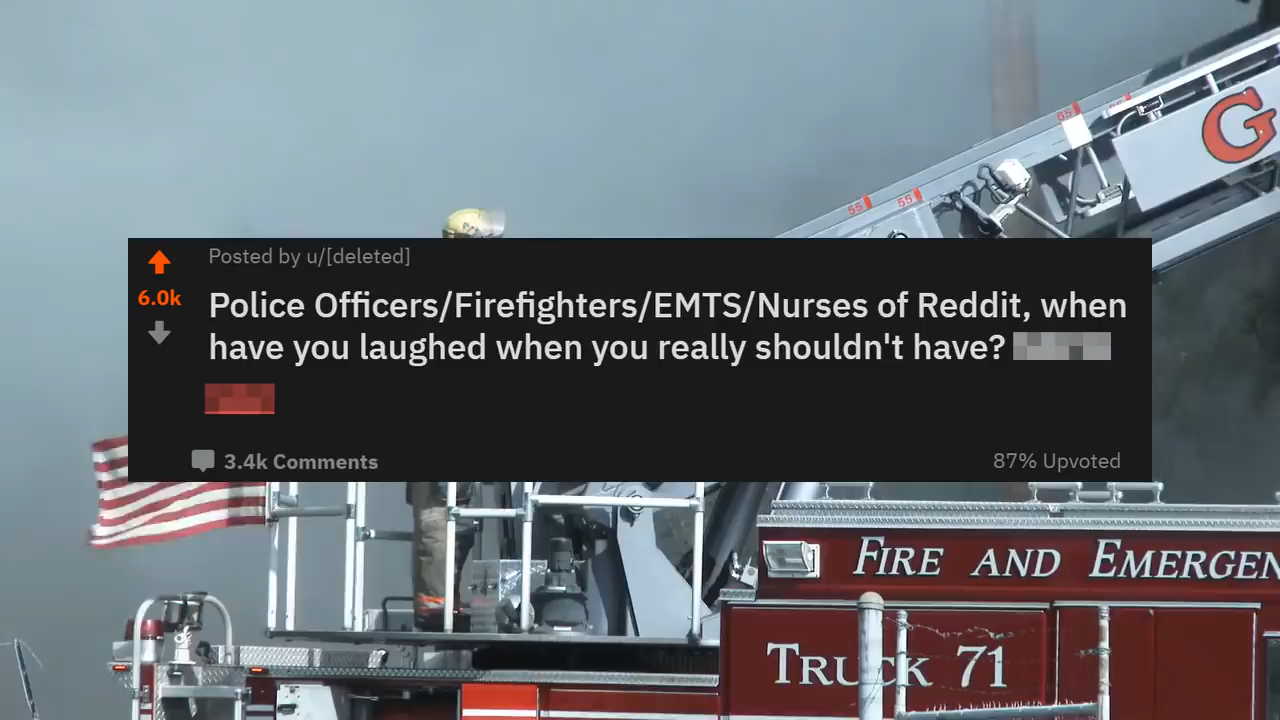 G
65
55 55
Posted by u/[deleted]
6.0k
Police Officers/Firefighters/EMTS/Nurses of Reddit, when
have you laughed when you really shouldn't have?
3.4k Comments
87% Upvoted
FIRE AND EMERGEN
TRUCK 71